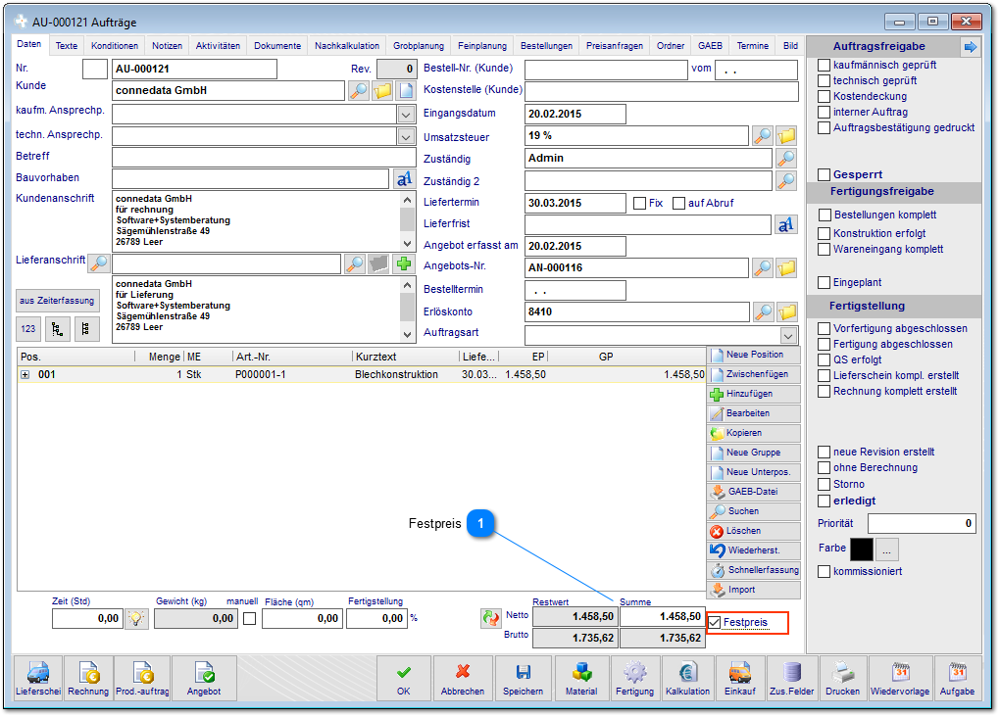 AU-000121 Aufträge
Daten Texte Konditionen Notizen Aktivitäten Dokumente Nachkalkulation Grobplanung Feinplanung Bestellungen Preisanfragen Ordner GAEB Termine Bild
Nr. AU-000121 Rev. 0
Kunde connedata GmbH
kaufm. Ansprechp.
techn. Ansprechp.
Betreff
Bauvorhaben
Kundenanschrift connedata GmbH
für rechnung
Software+Systemberatung
Sägemühlenstraße 49
26789 Leer
Lieferanschrift
connedata GmbH
für Lieferung
Software+Systemberatung
Sägemühlenstraße 49
26789 Leer
aus Zeiterfassung
123
Bestell-Nr. (Kunde) vom . .
Kostenstelle (Kunde)
Eingangsdatum 20.02.2015
Umsatzsteuer 19 %
Zuständig Admin
Zuständig 2
Liefertermin 30.03.2015 Fix auf Abruf
Lieferfrist
Angebot erfasst am 20.02.2015
Angebots-Nr. AN-000116
Bestelltermin . .
Erlöskonto 8410
Auftragsart
Pos. Menge ME Art.-Nr. Kurztext Liefe... EP GP
001 1 Stk P000001-1 Blechkonstruktion 30.03... 1.458,50 1.458,50
Neue Position
Zwischenfügen
Hinzufügen
Bearbeiten
Kopieren
Neue Gruppe
Neue Unterpos.
GAEB-Datei
Suchen
Löschen
Wiederherst.
Schnellerfassung
Import
Festpreis 1
Zeit (Std) Gewicht (kg) manuell Fläche (qm) Fertigstellung Restwert Summe
0,00 0,00 0,00 0,00 % Netto 1.458,50 1.458,50 Festpreis
Brutto 1.735,62 1.735,62
Lieferschei Rechnung Prod.-auftrag Angebot OK Abbrechen Speichern Material Fertigung Kalkulation Einkauf Zus.Felder Drucken 31 Wiedervorlage 31 Aufgabe
Auftragsfreigabe
kaufmännisch geprüft
technisch geprüft
Kostendeckung
interner Auftrag
Auftragsbestätigung gedruckt
Gesperrt
Fertigungsfreigabe
Bestellungen komplett
Konstruktion erfolgt
Wareneingang komplett
Eingeplant
Fertigstellung
Vorfertigung abgeschlossen
Fertigung abgeschlossen
QS erfolgt
Lieferschein kompl. erstellt
Rechnung komplett erstellt
neue Revision erstellt
ohne Berechnung
Storno
erledigt
Priorität 0
Farbe ...
kommissioniert